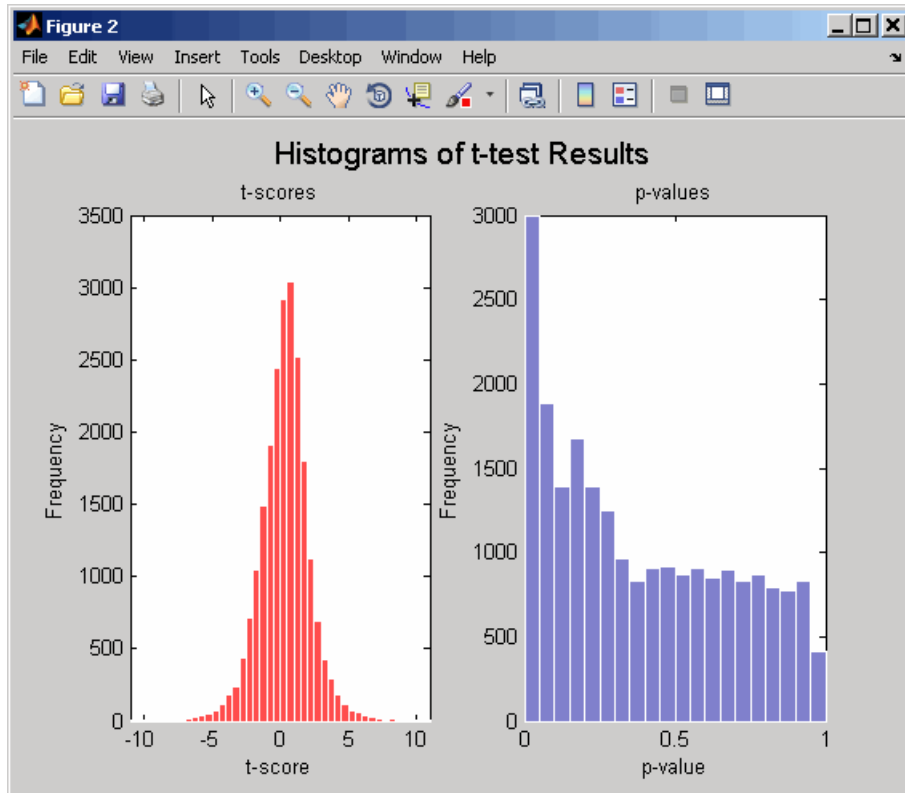 Figure 2
File Edit View Insert Tools Desktop Window Help
Histograms of t-test Results
t-scores
3500
3000
2500
2000
1500
1000
500
0
Frequency
-10 -5 0 5 10
t-score
p-values
3000
2500
2000
1500
1000
500
0
Frequency
0 0.5 1
p-value